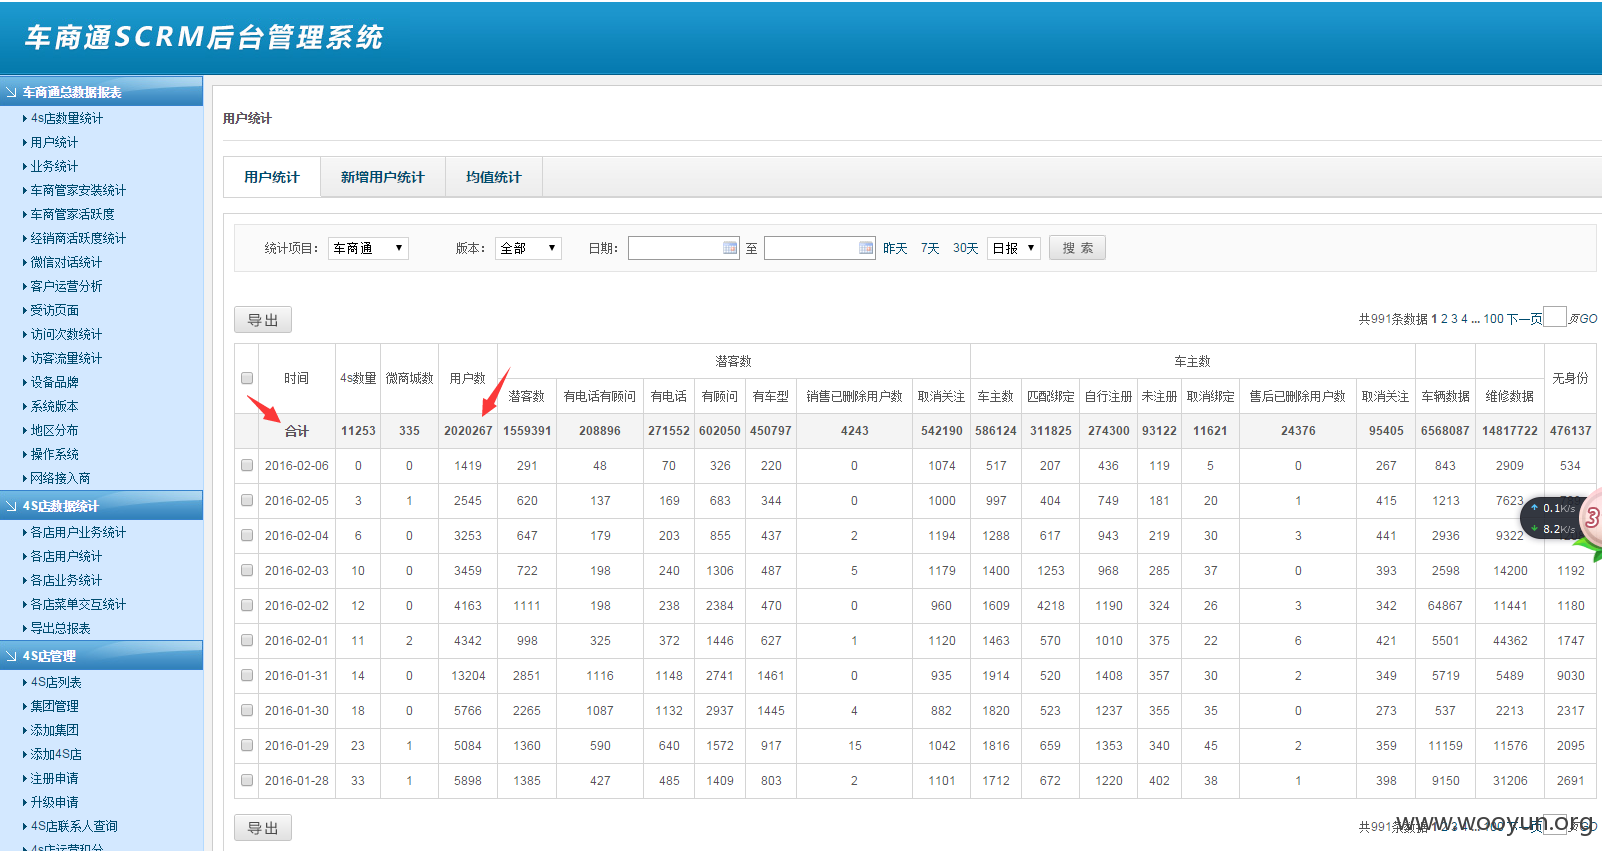 车商通SCRM后台管理系统
车商通总数据报表
4s店数量统计
用户统计
业务统计
车商管家安装统计
车商管家活跃度
经销商活跃度统计
微信对话统计
客户运营分析
受访页面
访问次数统计
访客流量统计
设备品牌
系统版本
地区分布
操作系统
网络接入商
4S店数据统计
各店用户业务统计
各店用户统计
各店业务统计
各店菜单交互统计
导出总报表
4S店管理
4S店列表
集团管理
添加集团
添加4S店
注册申请
升级申请
4S店联系人查询
4s店运营积分
用户统计
用户统计 新增用户统计 均值统计
统计项目： 车商通 版本： 全部 日期： 至 昨天 7天 30天 日报 搜 索
导出 共991条数据 1 2 3 4 ... 100 下一页 页GO
时间 4s数量 微商城数 用户数 潜客数 车主数 无身份
潜客数 有电话有顾问 有电话 有顾问 有车型 销售已删除用户数 取消关注 车主数 匹配绑定 自行注册 未注册 取消绑定 售后已删除用户数 取消关注 车辆数据 维修数据
合计 11253 335 2020267 1559391 208896 271552 602050 450797 4243 542190 586124 311825 274300 93122 11621 24376 95405 6568087 14817722 476137
2016-02-06 0 0 1419 291 48 70 326 220 0 1074 517 207 436 119 5 0 267 843 2909 534
2016-02-05 3 1 2545 620 137 169 683 344 0 1000 997 404 749 181 20 1 415 1213 7623
2016-02-04 6 0 3253 647 179 203 855 437 2 1194 1288 617 943 219 30 3 441 2936 9322
2016-02-03 10 0 3459 722 198 240 1306 487 5 1179 1400 1253 968 285 37 0 393 2598 14200 1192
2016-02-02 12 0 4163 1111 198 238 2384 470 0 960 1609 4218 1190 324 26 3 342 64867 11441 1180
2016-02-01 11 2 4342 998 325 372 1446 627 1 1120 1463 570 1010 375 22 6 421 5501 44362 1747
2016-01-31 14 0 13204 2851 1116 1148 2741 1461 0 935 1914 520 1408 357 30 2 349 5719 5489 9030
2016-01-30 18 0 5766 2265 1087 1132 2937 1445 4 882 1820 523 1237 355 35 0 273 537 2213 2317
2016-01-29 23 1 5084 1360 590 640 1572 917 15 1042 1816 659 1353 340 45 2 359 11159 11576 2095
2016-01-28 33 1 5898 1385 427 485 1409 803 2 1101 1712 672 1220 402 38 1 398 9150 31206 2691
0.1K/s
8.2K/s
3
导出 共991条数据 1 2 3 4 ... 100 下一页 页GO
www.wooyun.org